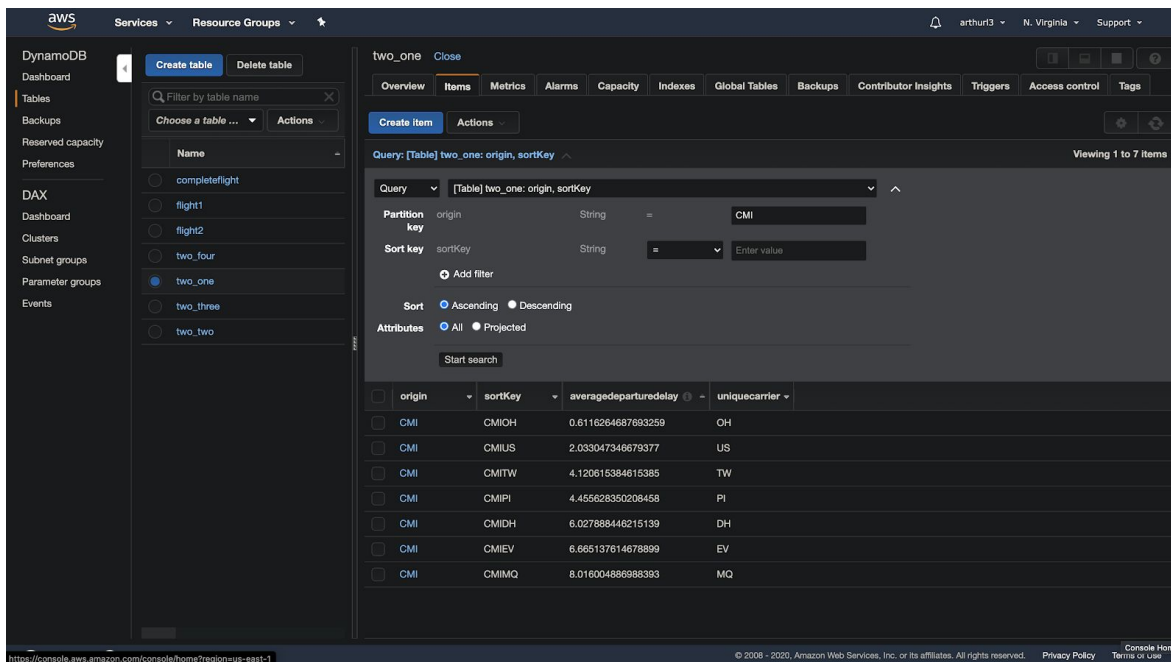 aws Services Resource Groups arthurl3 N. Virginia Support
DynamoDB
Dashboard
Tables
Backups
Reserved capacity
Preferences
DAX
Dashboard
Clusters
Subnet groups
Parameter groups
Events
Create table Delete table
Filter by table name
Choose a table ... Actions
Name
completeflight
flight1
flight2
two_four
two_one
two_three
two_two
two_one Close
Overview Items Metrics Alarms Capacity Indexes Global Tables Backups Contributor Insights Triggers Access control Tags
Create item Actions
Query: [Table] two_one: origin, sortKey Viewing 1 to 7 items
Query [Table] two_one: origin, sortKey
Partition key origin String = CMI
Sort key sortKey String = Enter value
Add filter
Sort Ascending Descending
Attributes All Projected
Start search
origin sortKey averagedeparturedelay uniquecarrier
CMI CMIOH 0.6116264687693259 OH
CMI CMIUS 2.033047346679377 US
CMI CMITW 4.120615384615385 TW
CMI CMIPI 4.455628350208458 PI
CMI CMIDH 6.027888446215139 DH
CMI CMIEV 6.665137614678899 EV
CMI CMIMQ 8.016004886988393 MQ
https://console.aws.amazon.com/console/home?region=us-east-1
© 2008 - 2020, Amazon Web Services, Inc. or its affiliates. All rights reserved. Privacy Policy Terms of Use